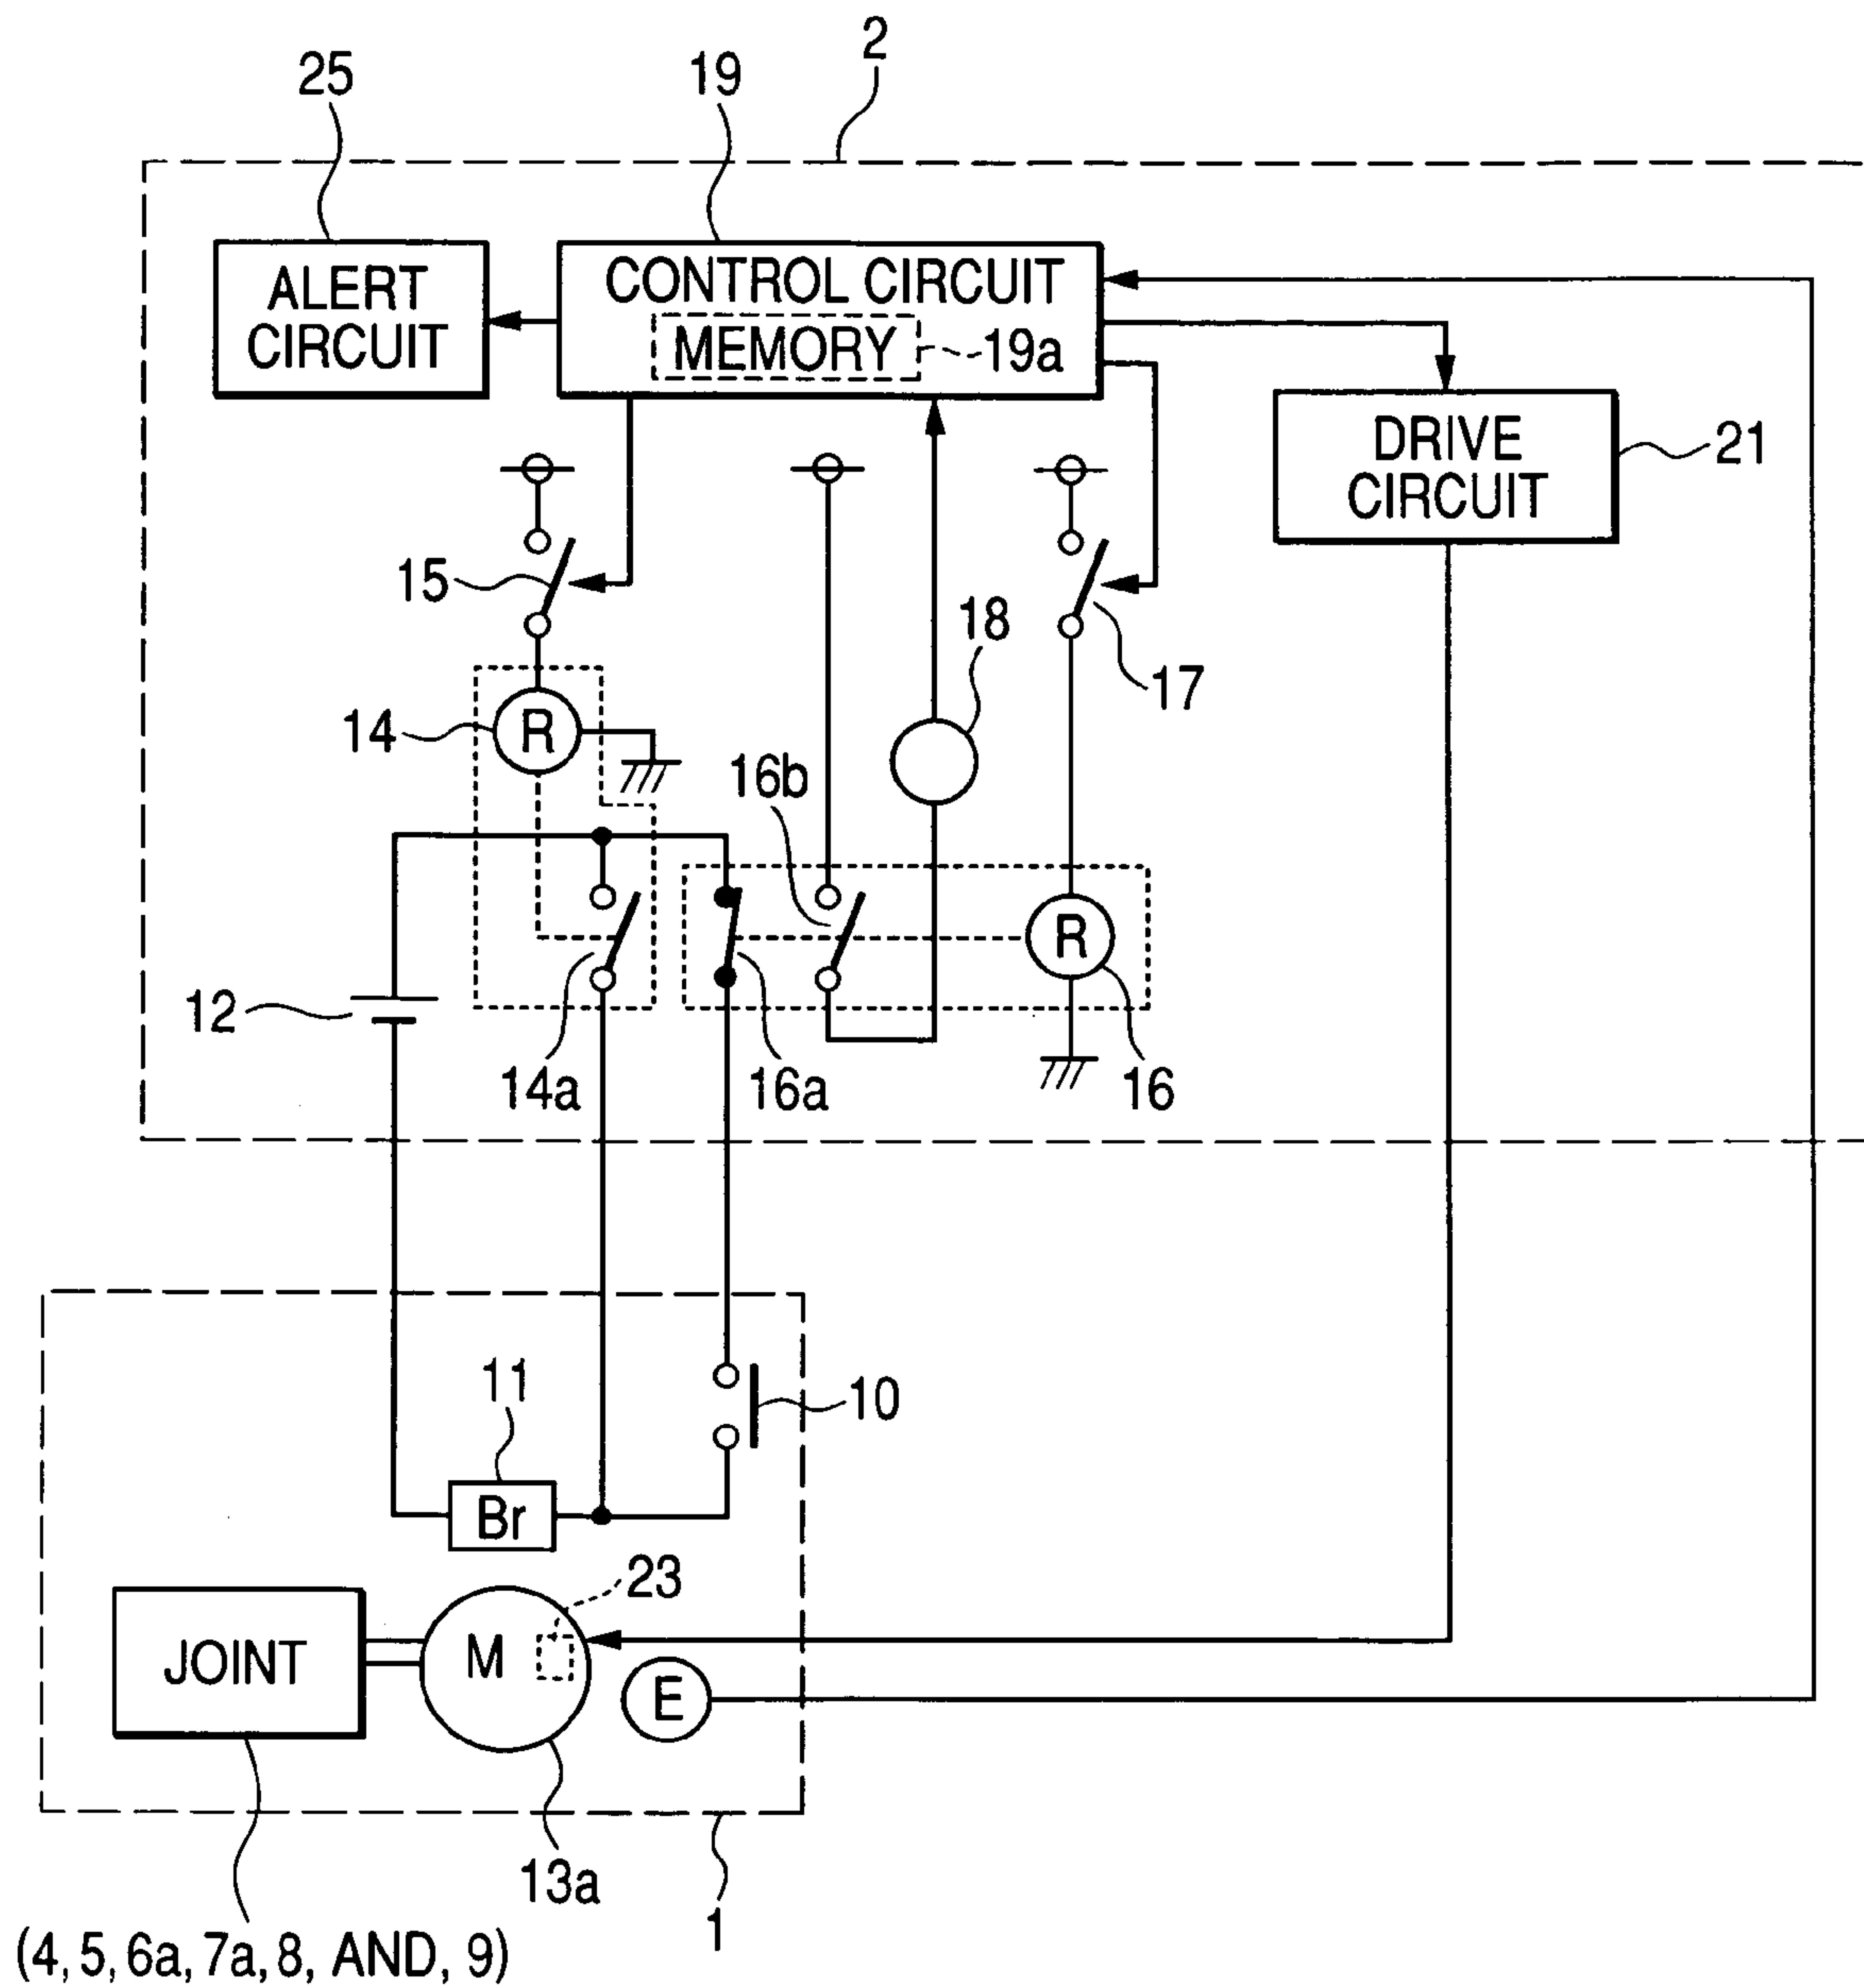 2
25
19
ALERT
CIRCUIT
CONTROL CIRCUIT
MEMORY
19a
DRIVE
CIRCUIT
21
15
18
17
14
R
16b
R
12
14a
16a
16
11
10
Br
23
JOINT
M
E
13a
1
(4, 5, 6a, 7a, 8, AND, 9)